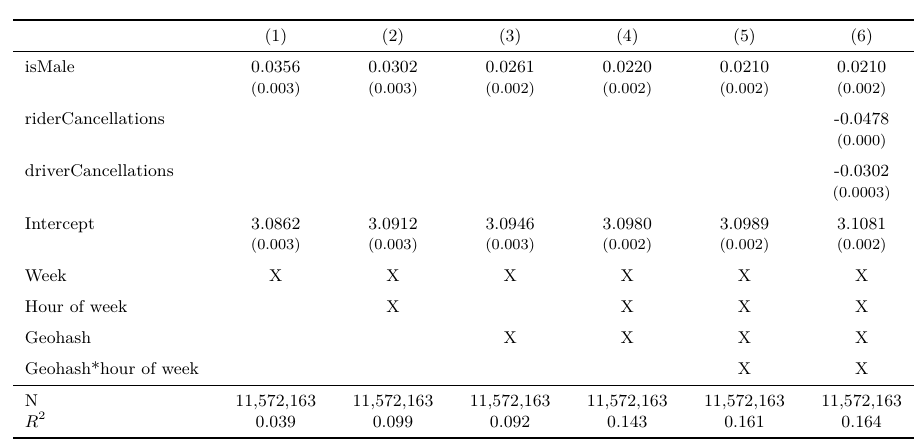 (1) (2) (3) (4) (5) (6)
isMale 0.0356 0.0302 0.0261 0.0220 0.0210 0.0210
(0.003) (0.003) (0.002) (0.002) (0.002) (0.002)
riderCancellations -0.0478
(0.000)
driverCancellations -0.0302
(0.0003)
Intercept 3.0862 3.0912 3.0946 3.0980 3.0989 3.1081
(0.003) (0.003) (0.003) (0.002) (0.002) (0.002)
Week X X X X X X
Hour of week X X X X
Geohash X X X X
Geohash*hour of week X X
N 11,572,163 11,572,163 11,572,163 11,572,163 11,572,163 11,572,163
R² 0.039 0.099 0.092 0.143 0.161 0.164